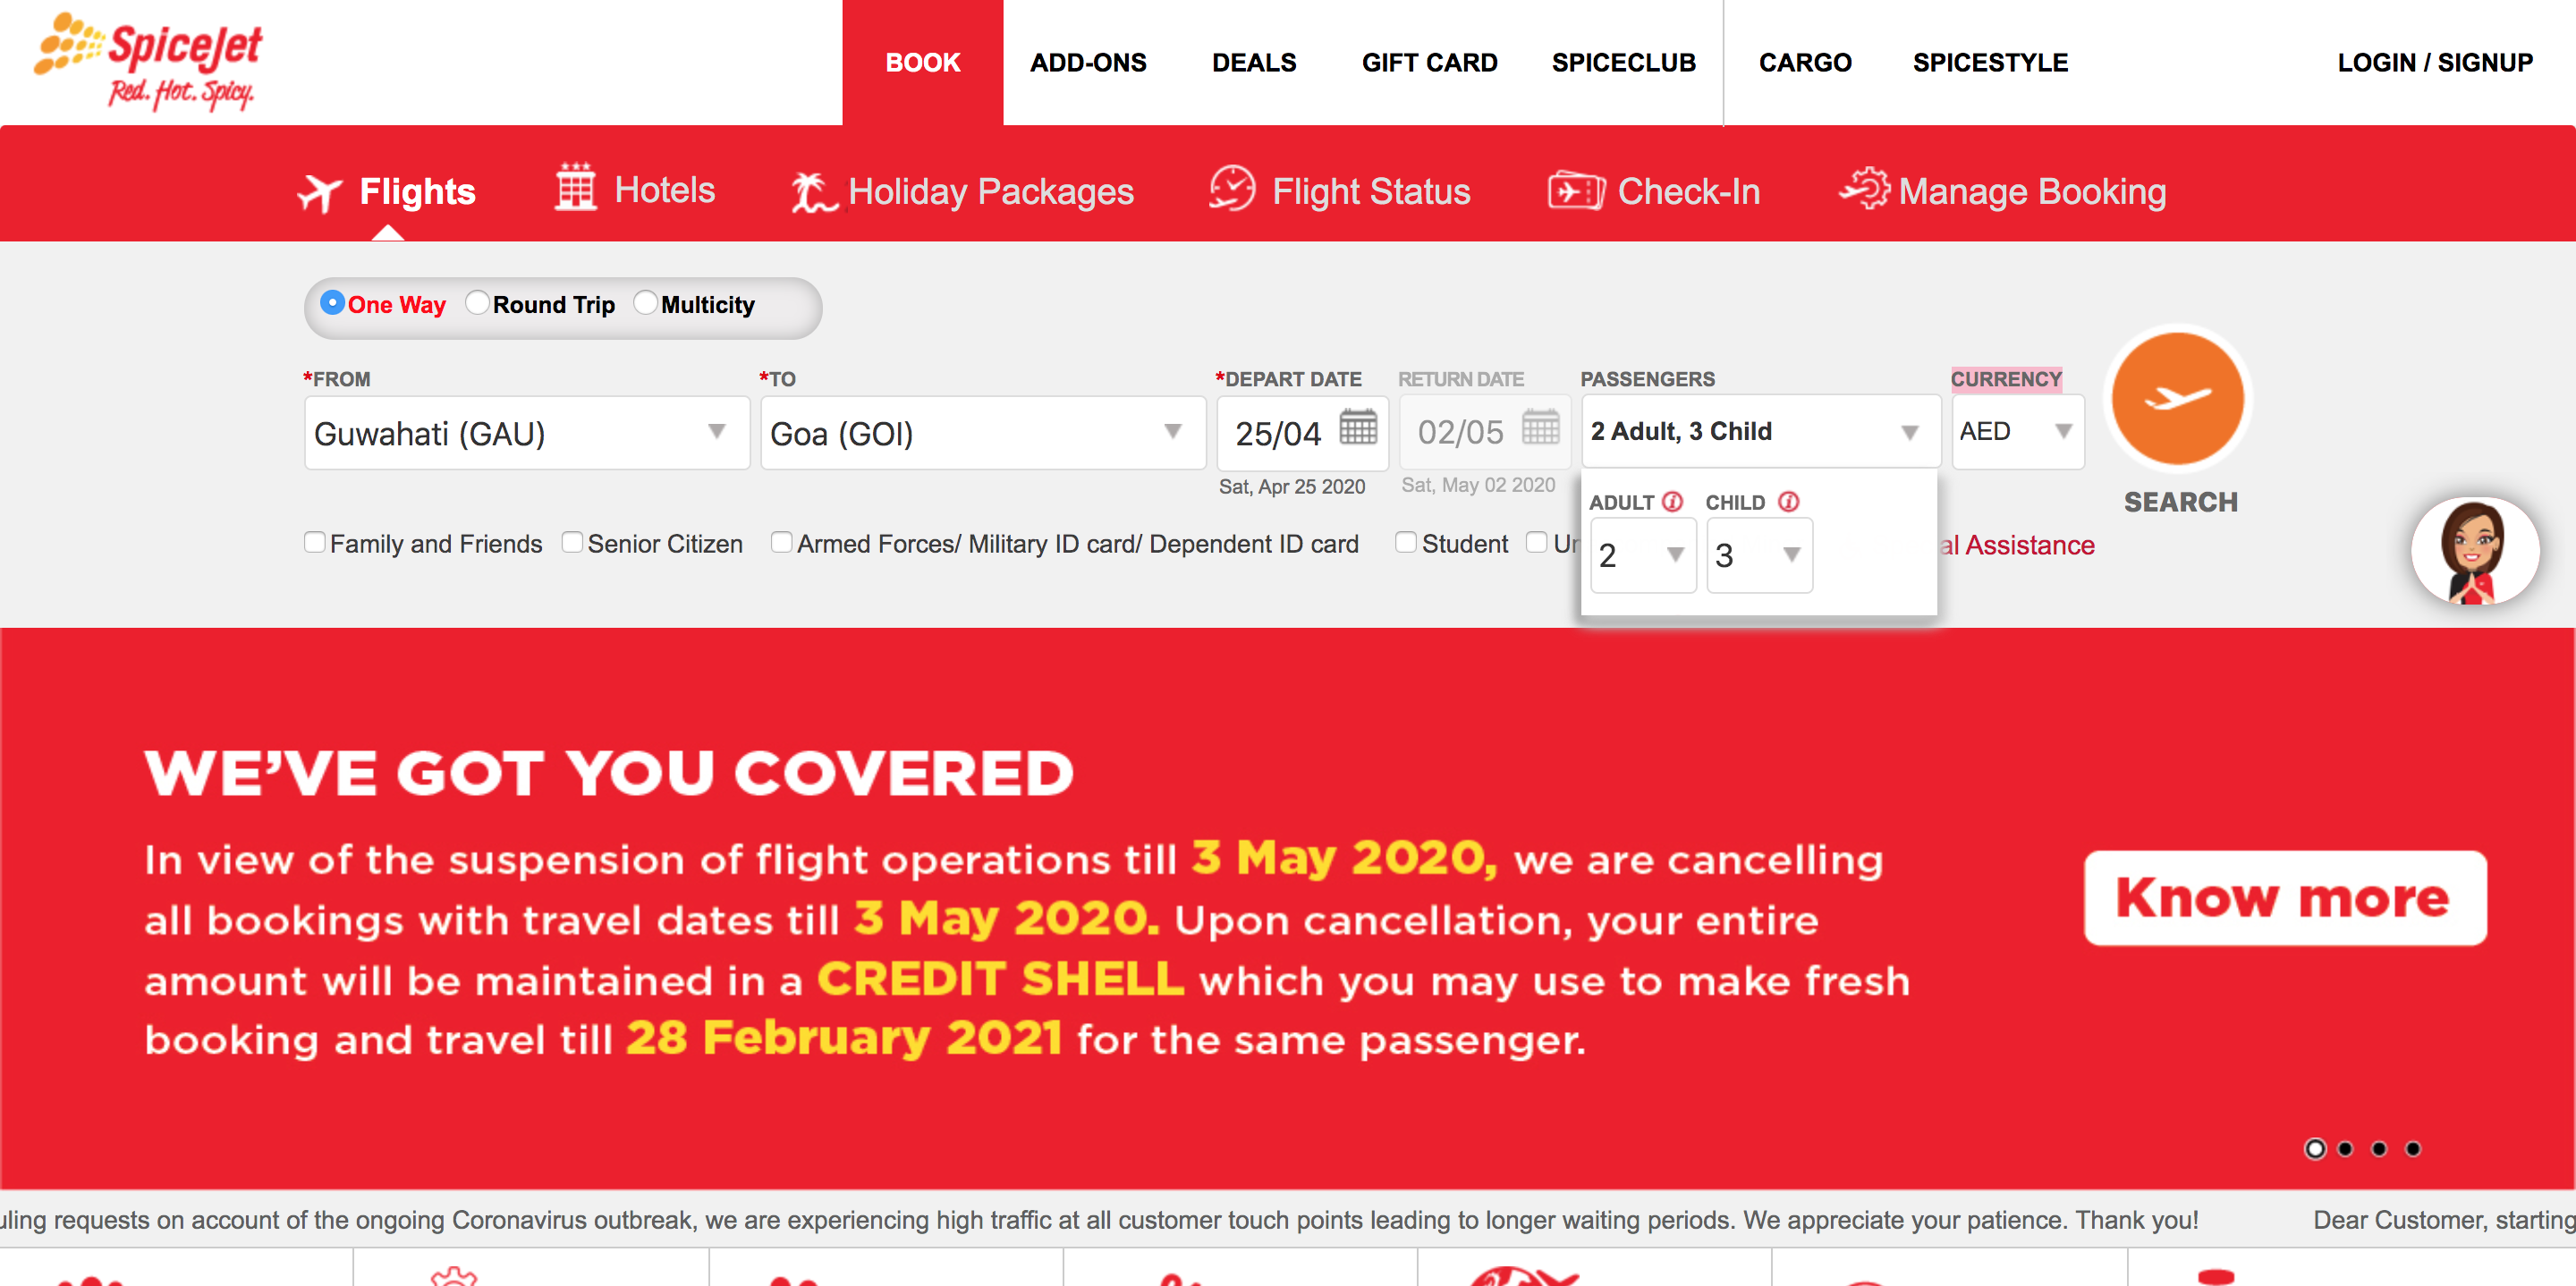 SpiceJet
Red. Hot. Spicy.
BOOK
ADD-ONS
DEALS
GIFT CARD
SPICECLUB
CARGO
SPICESTYLE
LOGIN / SIGNUP
Flights
Hotels
Holiday Packages
Flight Status
Check-In
Manage Booking
One Way
Round Trip
Multicity
*FROM
*TO
*DEPART DATE
RETURN DATE
PASSENGERS
CURRENCY
Guwahati (GAU)
Goa (GOI)
25/04
02/05
2 Adult, 3 Child
AED
Sat, Apr 25 2020
Sat, May 02 2020
ADULT
CHILD
2
3
SEARCH
Family and Friends
Senior Citizen
Armed Forces/ Military ID card/ Dependent ID card
Student
Assistance
WE'VE GOT YOU COVERED
In view of the suspension of flight operations till 3 May 2020, we are cancelling
all bookings with travel dates till 3 May 2020. Upon cancellation, your entire
amount will be maintained in a CREDIT SHELL which you may use to make fresh
booking and travel till 28 February 2021 for the same passenger.
Know more
requests on account of the ongoing Coronavirus outbreak, we are experiencing high traffic at all customer touch points leading to longer waiting periods. We appreciate your patience. Thank you!
Dear Customer, starting